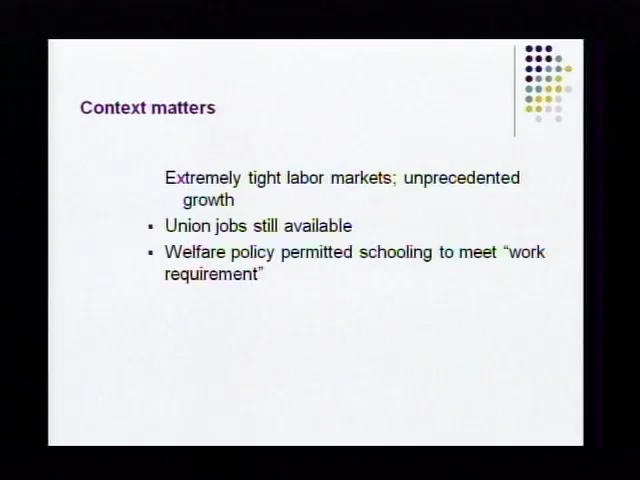 Context matters
Extremely tight labor markets; unprecedented
growth
▪ Union jobs still available
▪ Welfare policy permitted schooling to meet “work
requirement”